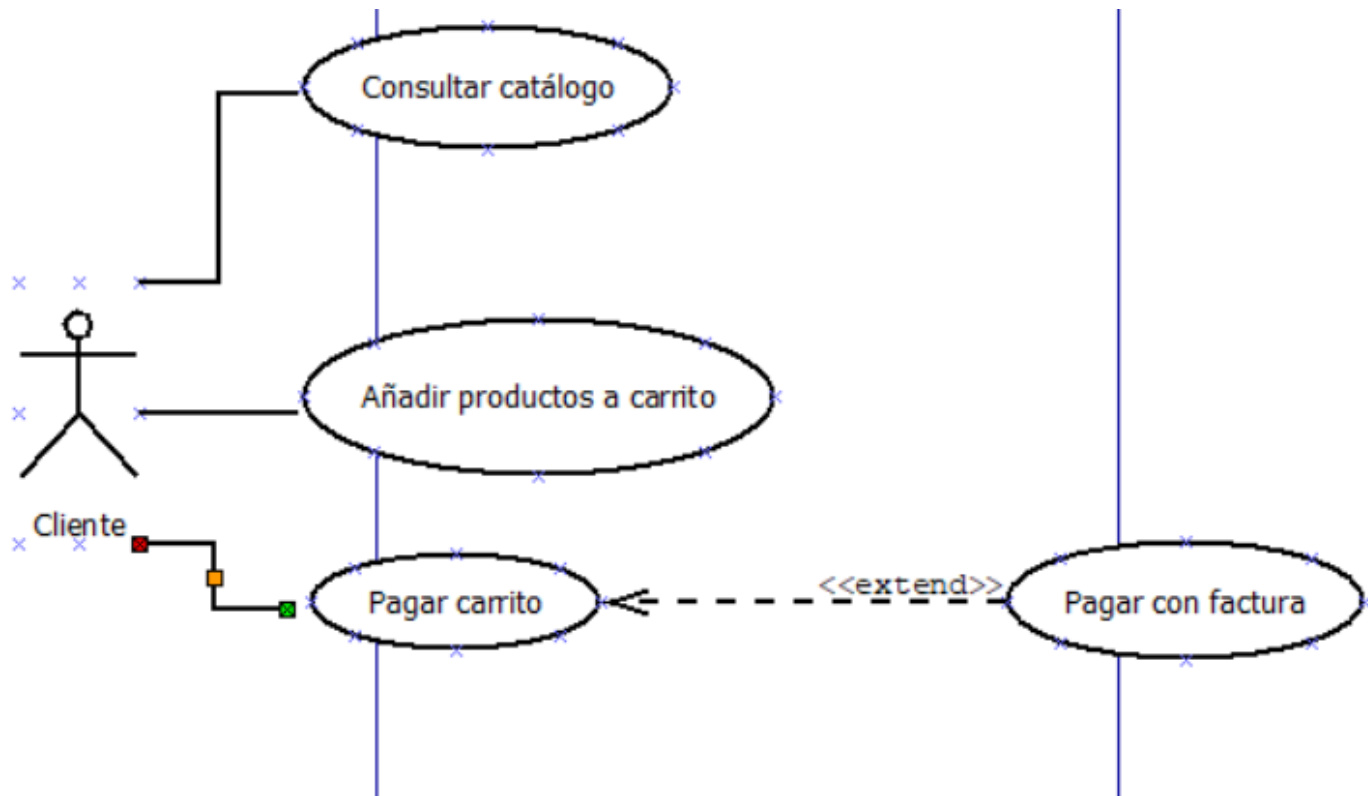 Consultar catálogo
Añadir productos a carrito
Cliente
Pagar carrito
<<extend>>
Pagar con factura